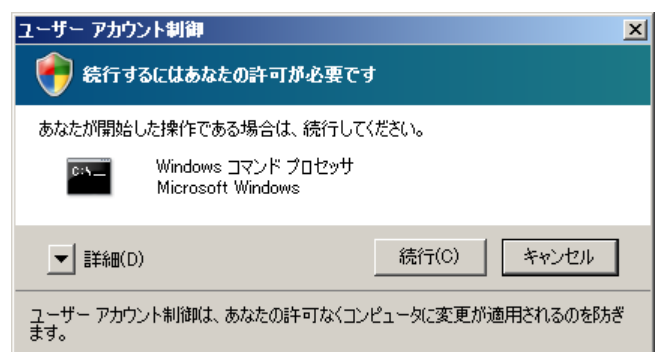 ユーザー アカウント制御
続行するにはあなたの許可が必要です
あなたが開始した操作である場合は、続行してください。
C:\
Windows コマンド プロセッサ
Microsoft Windows
詳細(D)
続行(C)
キャンセル
ユーザー アカウント制御は、あなたの許可なくコンピュータに変更が適用されるのを防ぎ
ます。